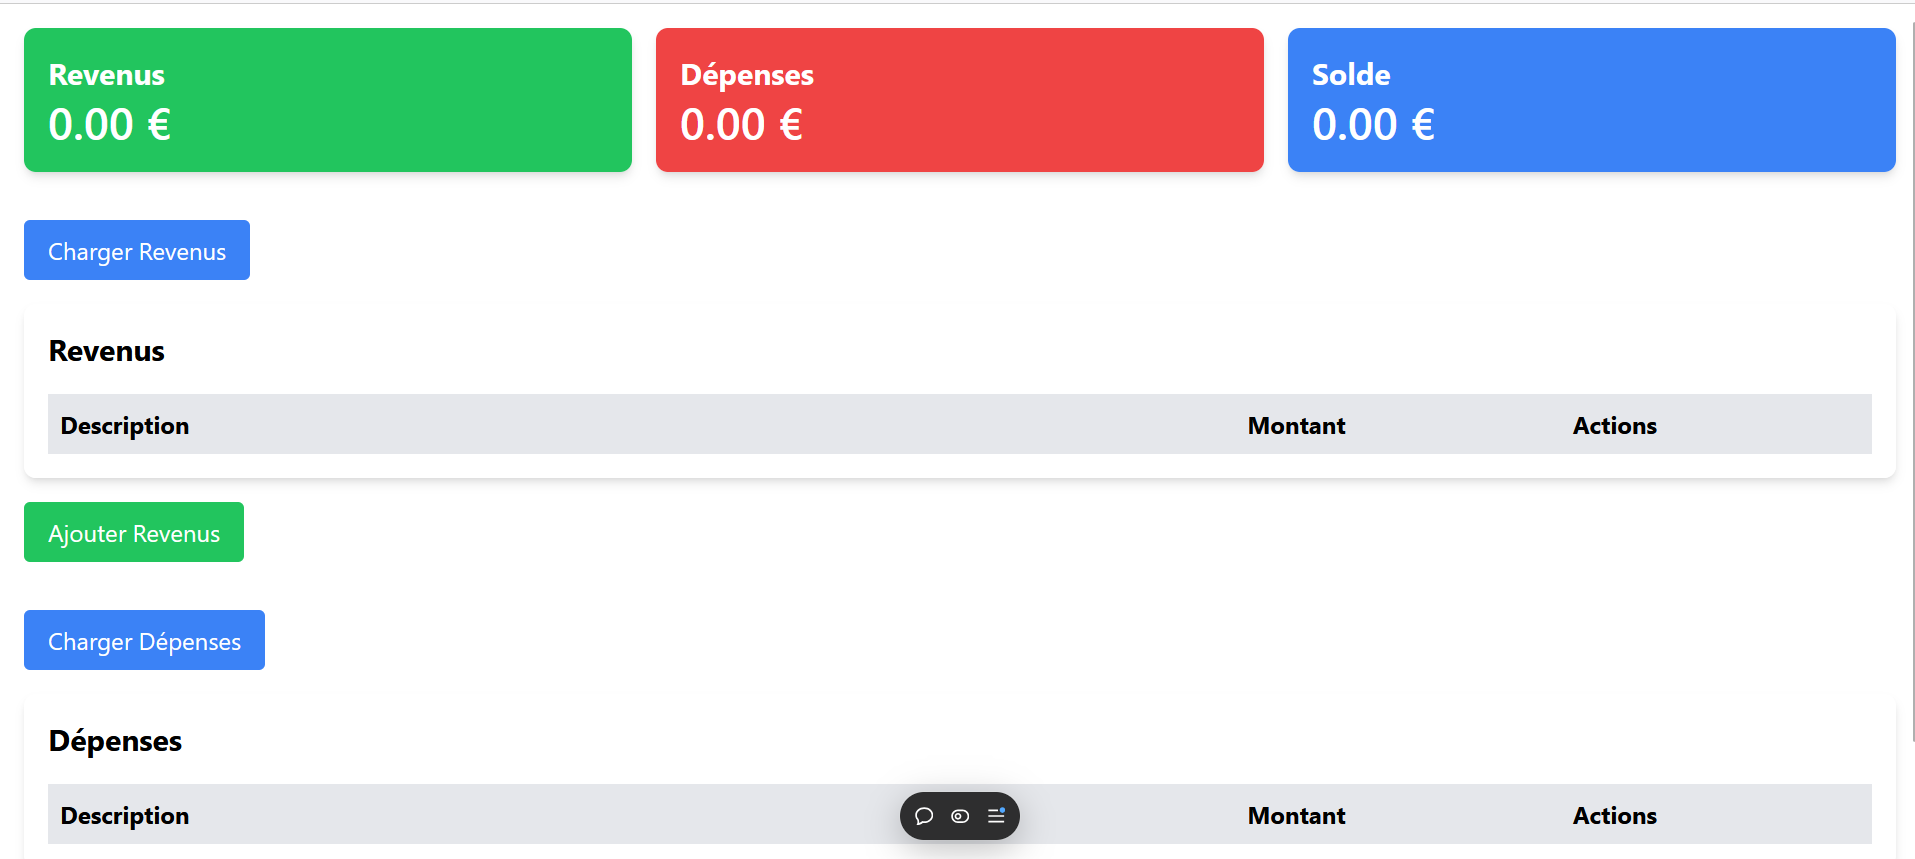 Revenus
0.00 €
Dépenses
0.00 €
Solde
0.00 €
Charger Revenus
Revenus
Description Montant Actions
Ajouter Revenus
Charger Dépenses
Dépenses
Description Montant Actions